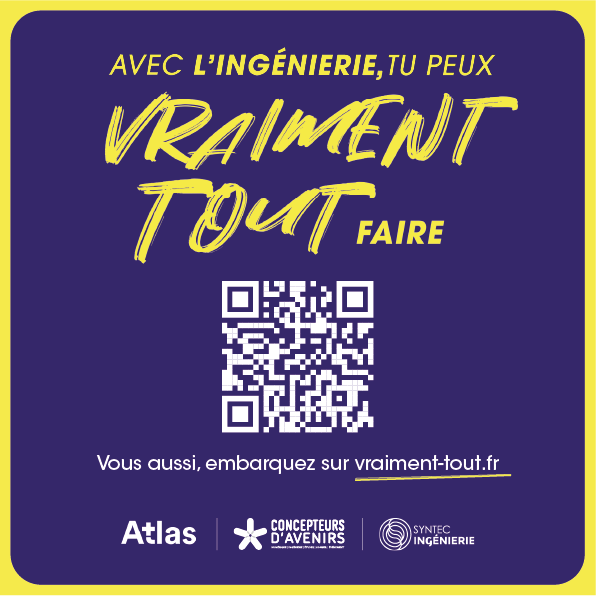 AVEC L'INGÉNIERIE, TU PEUX
VRAIMENT
TOUT FAIRE
Vous aussi, embarquez sur vraiment-tout.fr
Atlas
CONCEPTEURS
D'AVENIRS
SYNTEC
INGÉNIERIE